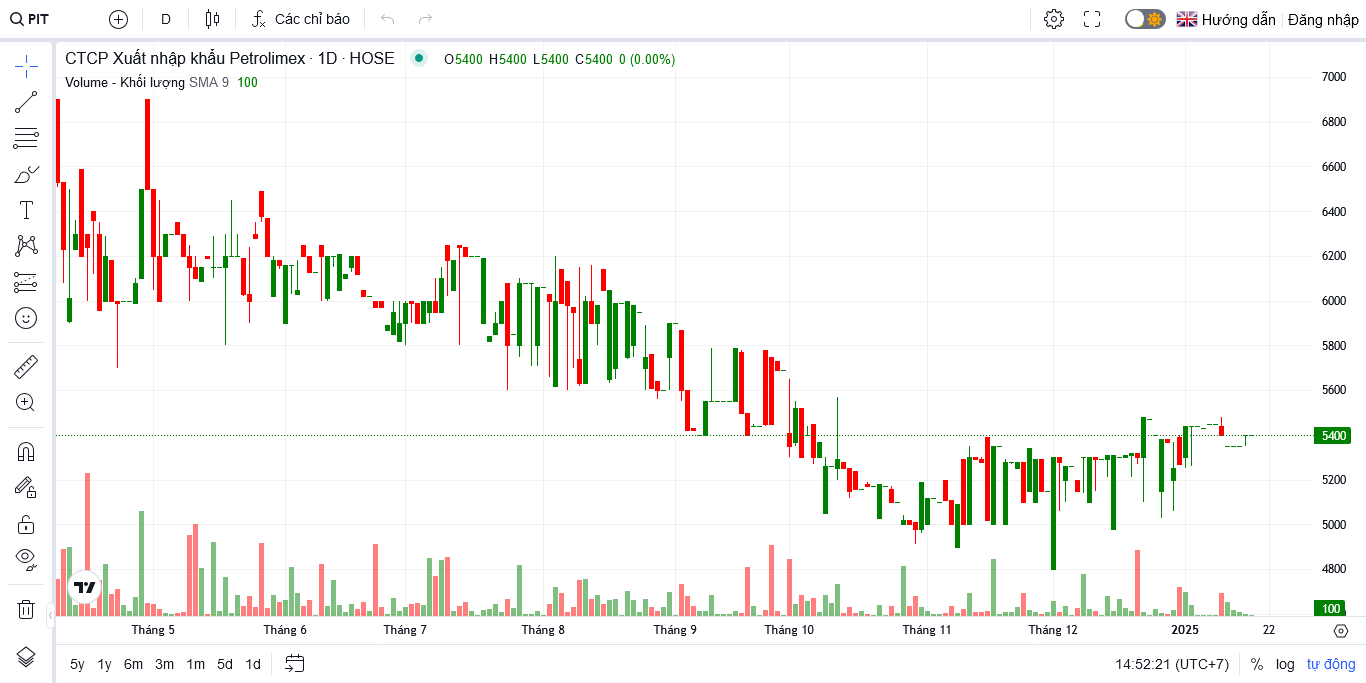 PIT D Các chỉ báo Hướng dẫn Đăng nhập
CTCP Xuất nhập khẩu Petrolimex · 1D · HOSE O5400 H5400 L5400 C5400 0 (0.00%)
Volume - Khối lượng SMA 9 100
7000
6800
6600
6400
6200
6000
5800
5600
5400
5200
5000
4800
100
Tháng 5 Tháng 6 Tháng 7 Tháng 8 Tháng 9 Tháng 10 Tháng 11 Tháng 12 2025 22
5y 1y 6m 3m 1m 5d 1d 14:52:21 (UTC+7) % log tự động